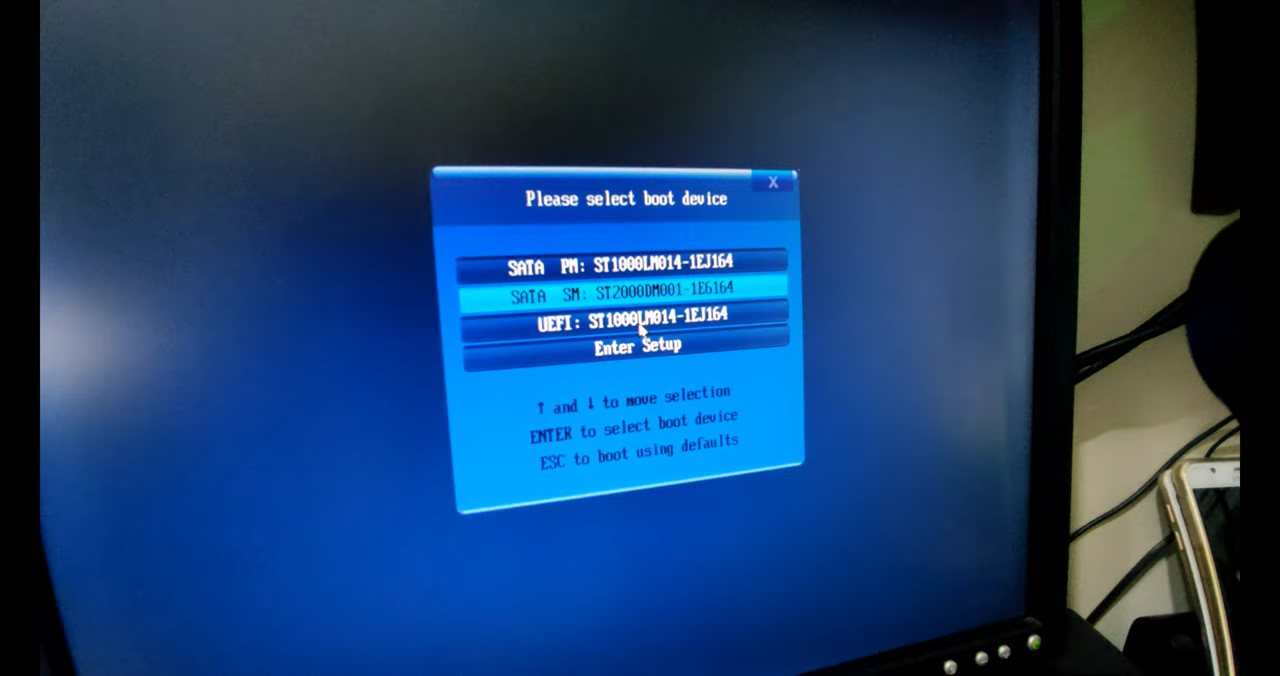 X
Please select boot device
SATA PM: ST1000LM014-1EJ164
SATA SM: ST2000DM001-1E6164
UEFI: ST1000LM014-1EJ164
Enter Setup
↑ and ↓ to move selection
ENTER to select boot device
ESC to boot using defaults